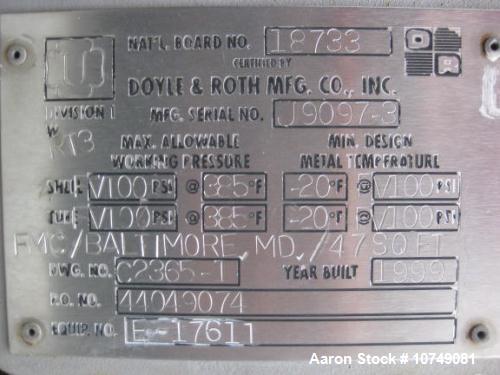 NAT'L. BOARD NO. 18733
CERTIFIED BY
DOYLE & ROTH MFG. CO., INC.
U
DIVISION 1
MFG. SERIAL NO. J9097-3
W
RT3
MAX. ALLOWABLE WORKING PRESSURE
MIN. DESIGN METAL TEMPERATURE
SHELL V100 PSI @ 385°F -20°F V100 PSI
TUBE V100 PSI @ 385°F -20°F V100 PSI
FMC/BALTIMORE, MD./47 SQ FT
DWG. NO. C2365-1 YEAR BUILT 1999
P.O. NO. 44049074
EQUIP. NO. E-17611
Aaron Stock # 10749081